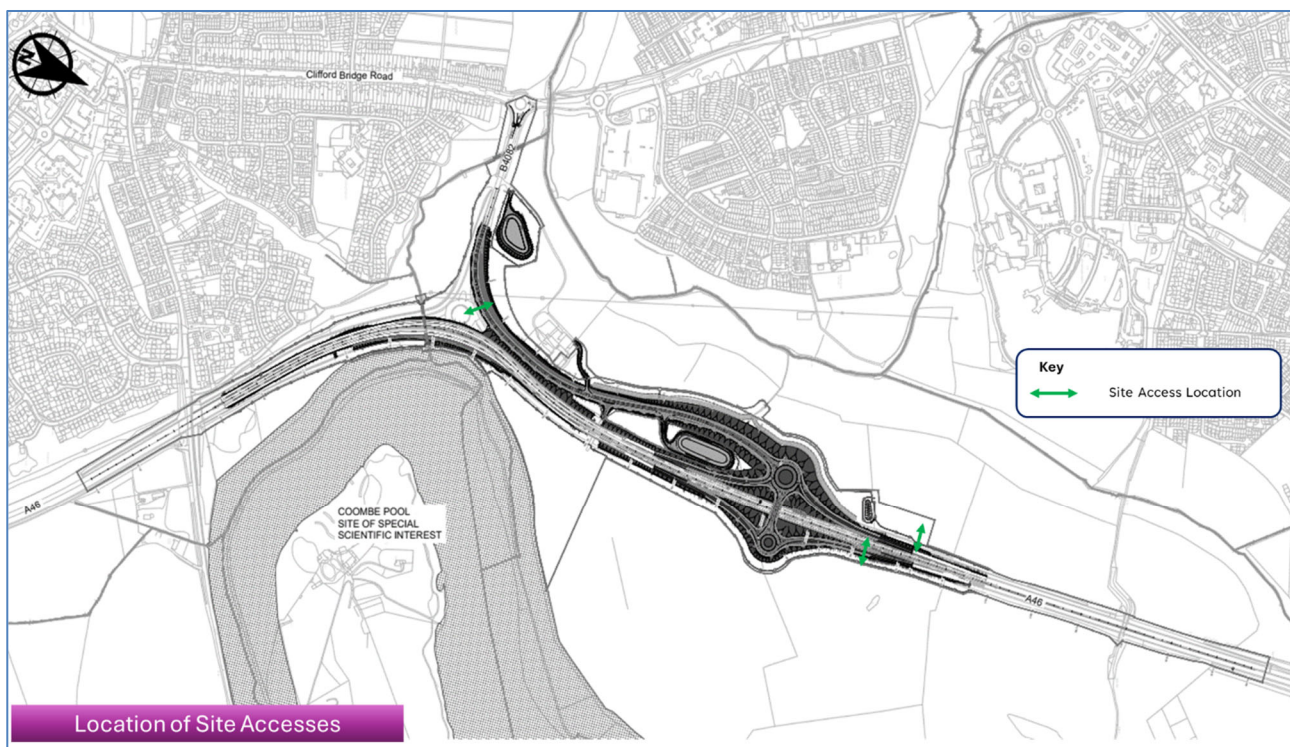 N
Clifford Bridge Road
B4082
Key
Site Access Location
A46
COOMBE POOL
SITE OF SPECIAL
SCIENTIFIC INTEREST
A46
Location of Site Accesses